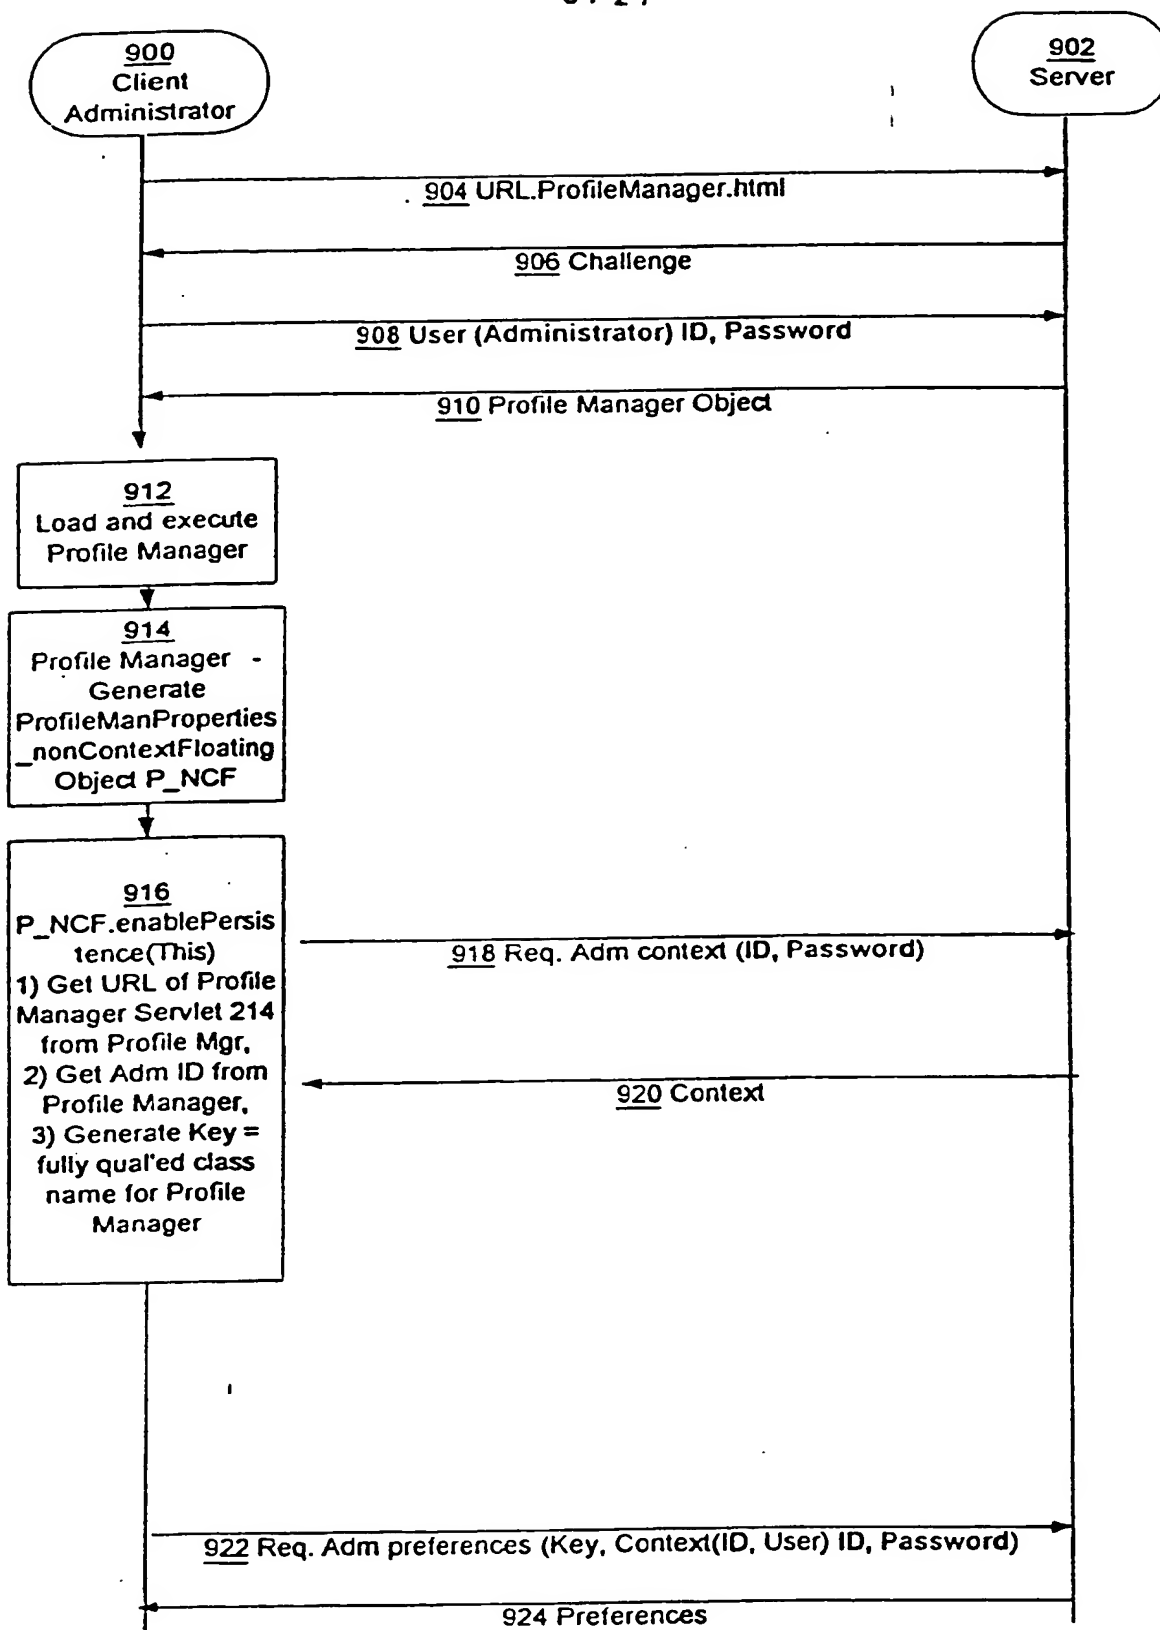 900
Client
Administrator
902
Server
904 URL.ProfileManager.html
906 Challenge
908 User (Administrator) ID, Password
910 Profile Manager Object
912
Load and execute
Profile Manager
914
Profile Manager -
Generate
ProfileManProperties
_nonContextFloating
Object P_NCF
916
P_NCF.enablePersis
tence(This)
1) Get URL of Profile
Manager Servlet 214
from Profile Mgr,
2) Get Adm ID from
Profile Manager,
3) Generate Key =
fully qual'ed class
name for Profile
Manager
918 Req. Adm context (ID, Password)
920 Context
922 Req. Adm preferences (Key, Context(ID, User) ID, Password)
924 Preferences